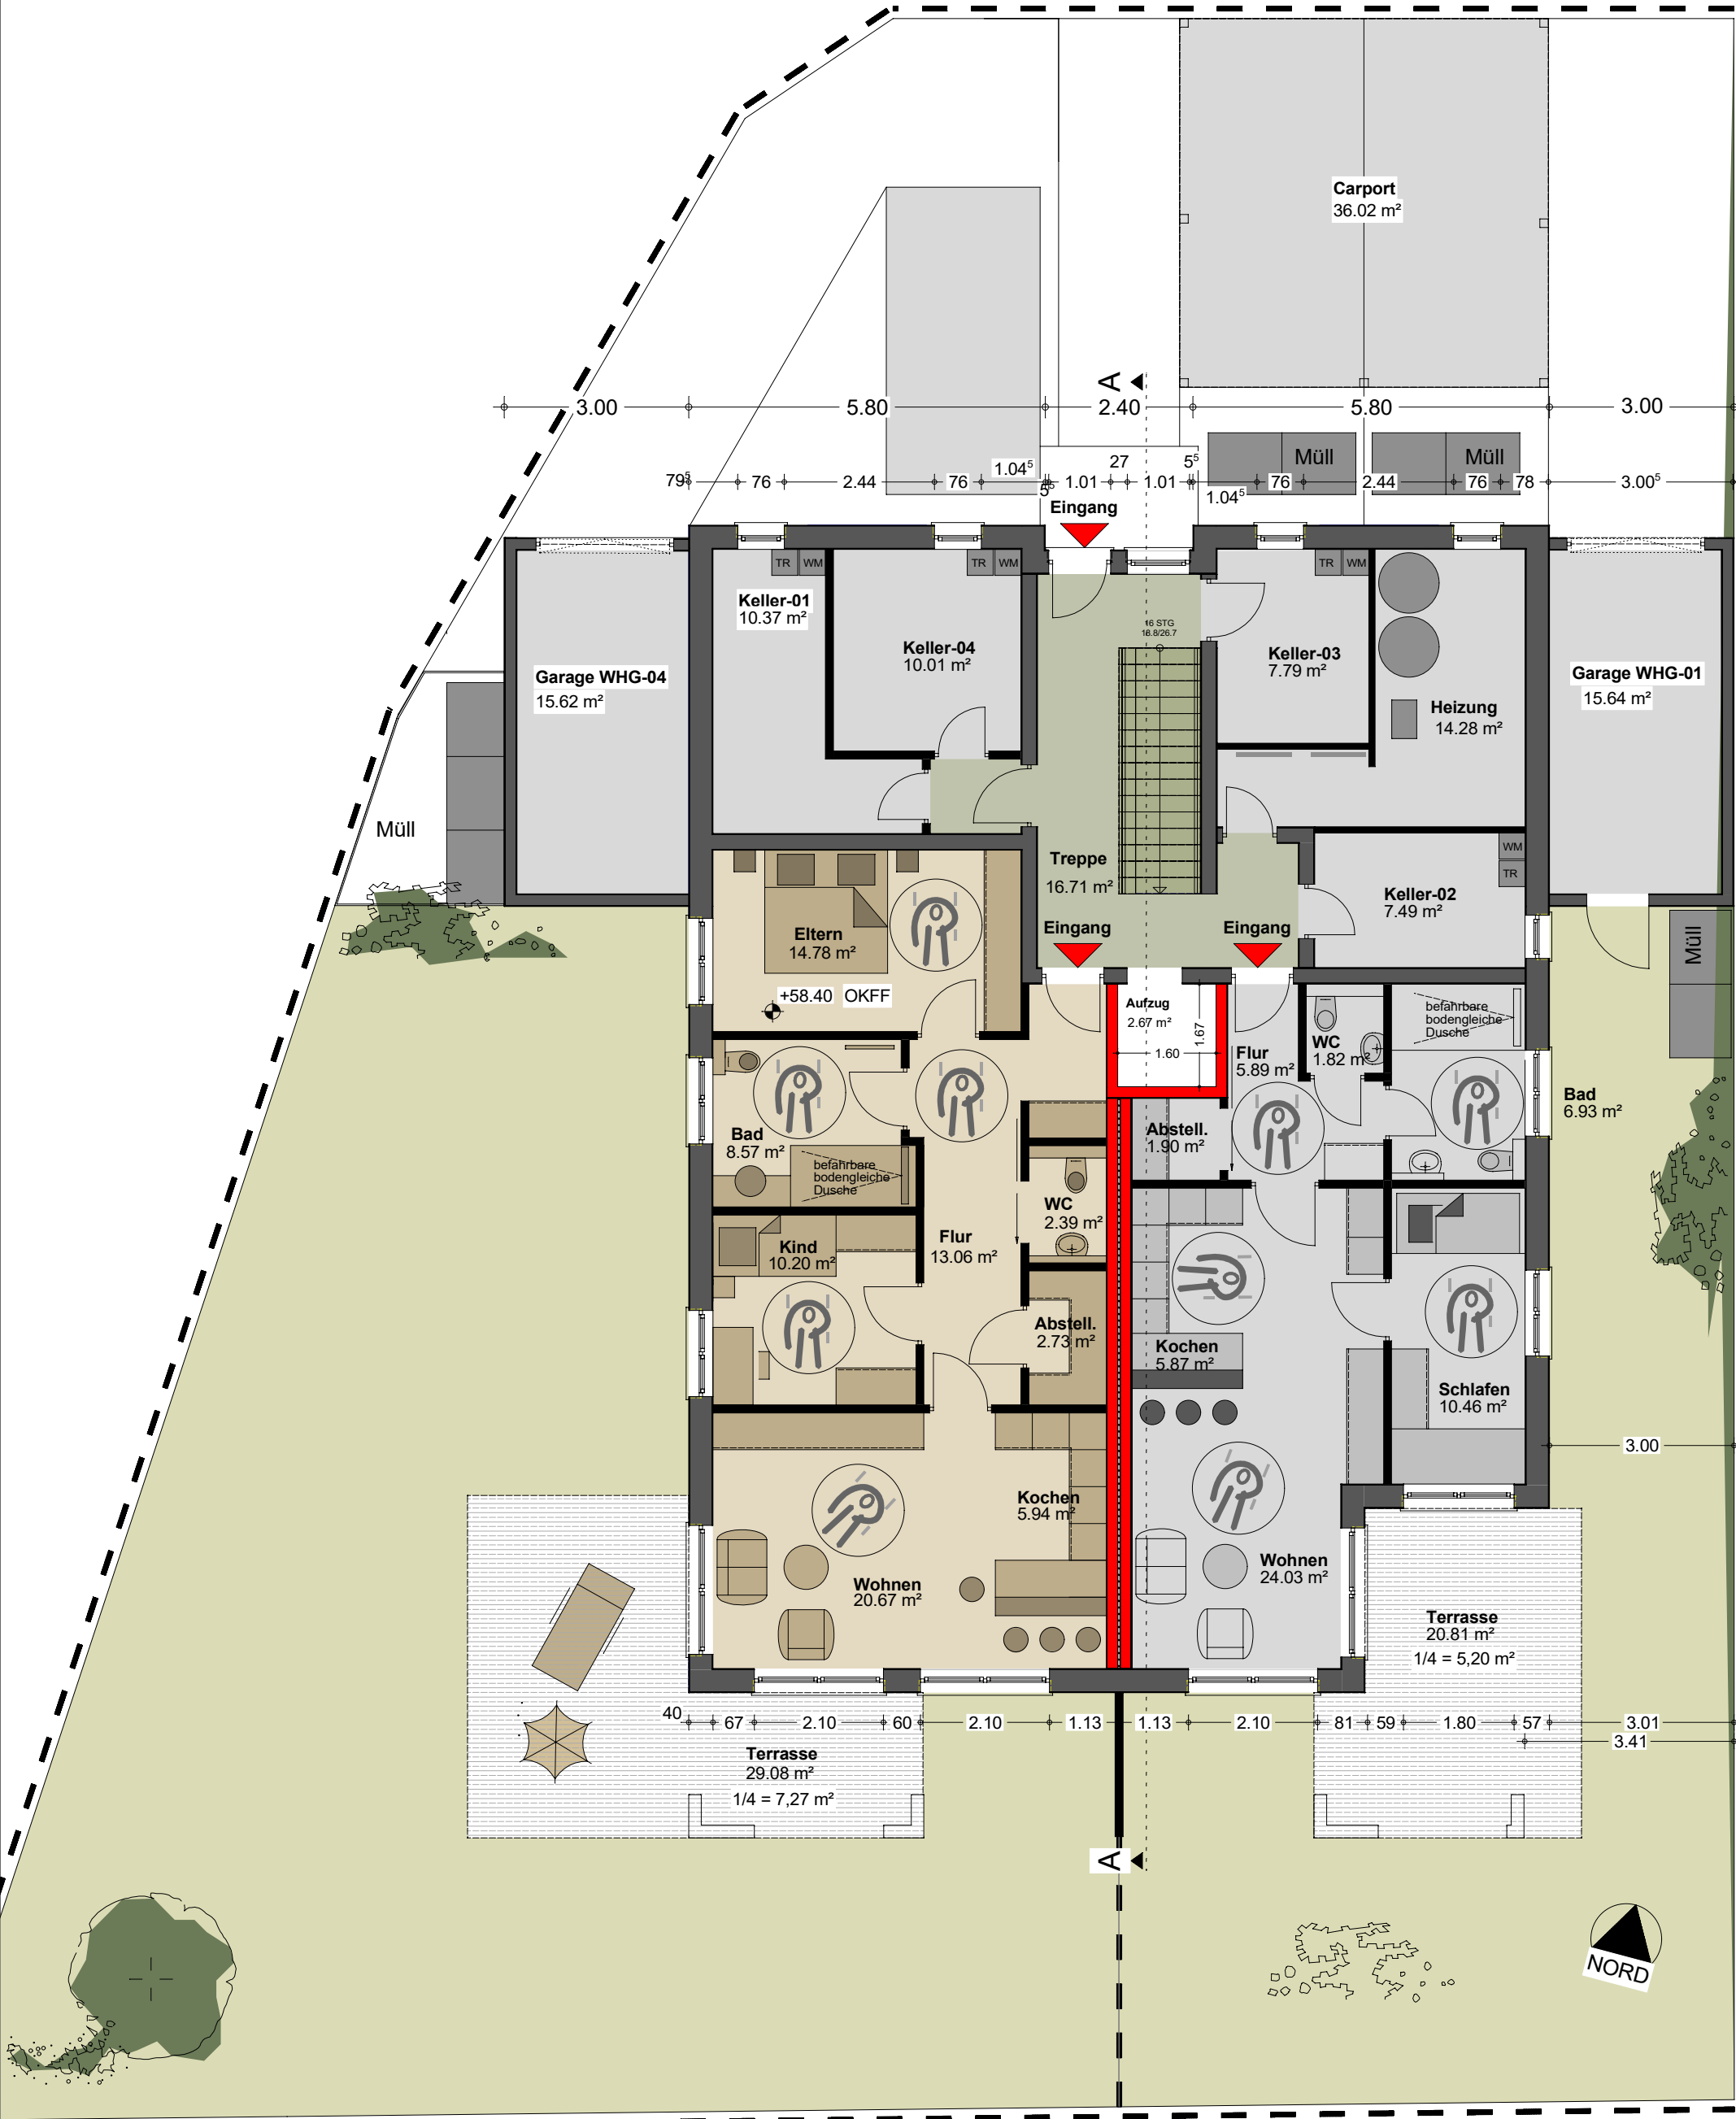 Carport
36.02 m²
A
3.00
5.80
2.40
5.80
3.00
Müll
Müll
79⁵
76
2.44
76
1.04⁵
5⁵
1.01
27
1.01
5⁵
1.04⁵
76
2.44
76
78
3.00⁵
Eingang
TR
WM
TR
WM
TR
WM
Keller-01
10.37 m²
Keller-04
10.01 m²
16 STG
18.8/26.7
Keller-03
7.79 m²
Garage WHG-04
15.62 m²
Garage WHG-01
15.64 m²
Heizung
14.28 m²
Müll
Treppe
16.71 m²
WM
TR
Keller-02
7.49 m²
Eltern
14.78 m²
Eingang
Eingang
Müll
+58.40 OKFF
Aufzug
2.67 m²
1.67
1.60
befahrbare
bodengleiche
Dusche
WC
1.82 m²
Flur
5.89 m²
Bad
6.93 m²
Bad
8.57 m²
Abstell.
1.90 m²
befahrbare
bodengleiche
Dusche
WC
2.39 m²
Flur
13.06 m²
Kind
10.20 m²
Abstell.
2.73 m²
Kochen
5.87 m²
Schlafen
10.46 m²
3.00
Kochen
5.94 m²
Wohnen
20.67 m²
Wohnen
24.03 m²
Terrasse
20.81 m²
1/4 = 5,20 m²
40
67
2.10
60
2.10
1.13
1.13
2.10
81
59
1.80
57
3.01
3.41
Terrasse
29.08 m²
1/4 = 7,27 m²
A
NORD